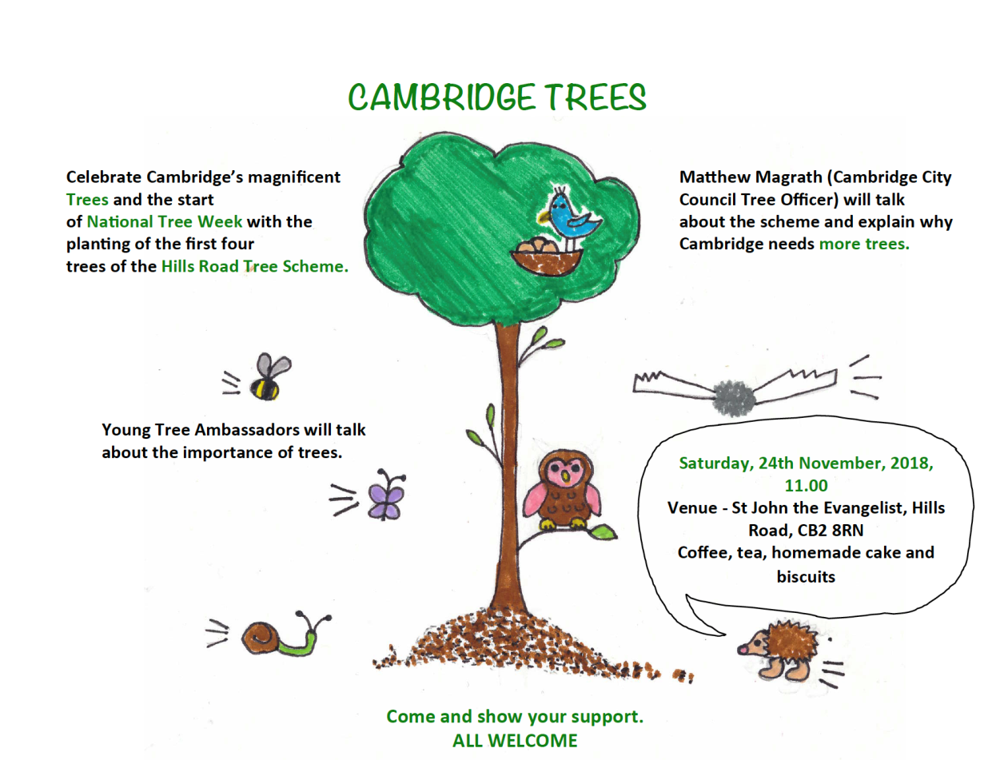 CAMBRIDGE TREES
Celebrate Cambridge's magnificent
Trees and the start
of National Tree Week with the
planting of the first four
trees of the Hills Road Tree Scheme.
Matthew Magrath (Cambridge City
Council Tree Officer) will talk
about the scheme and explain why
Cambridge needs more trees.
Young Tree Ambassadors will talk
about the importance of trees.
Saturday, 24th November, 2018,
11.00
Venue - St John the Evangelist, Hills
Road, CB2 8RN
Coffee, tea, homemade cake and
biscuits
Come and show your support.
ALL WELCOME